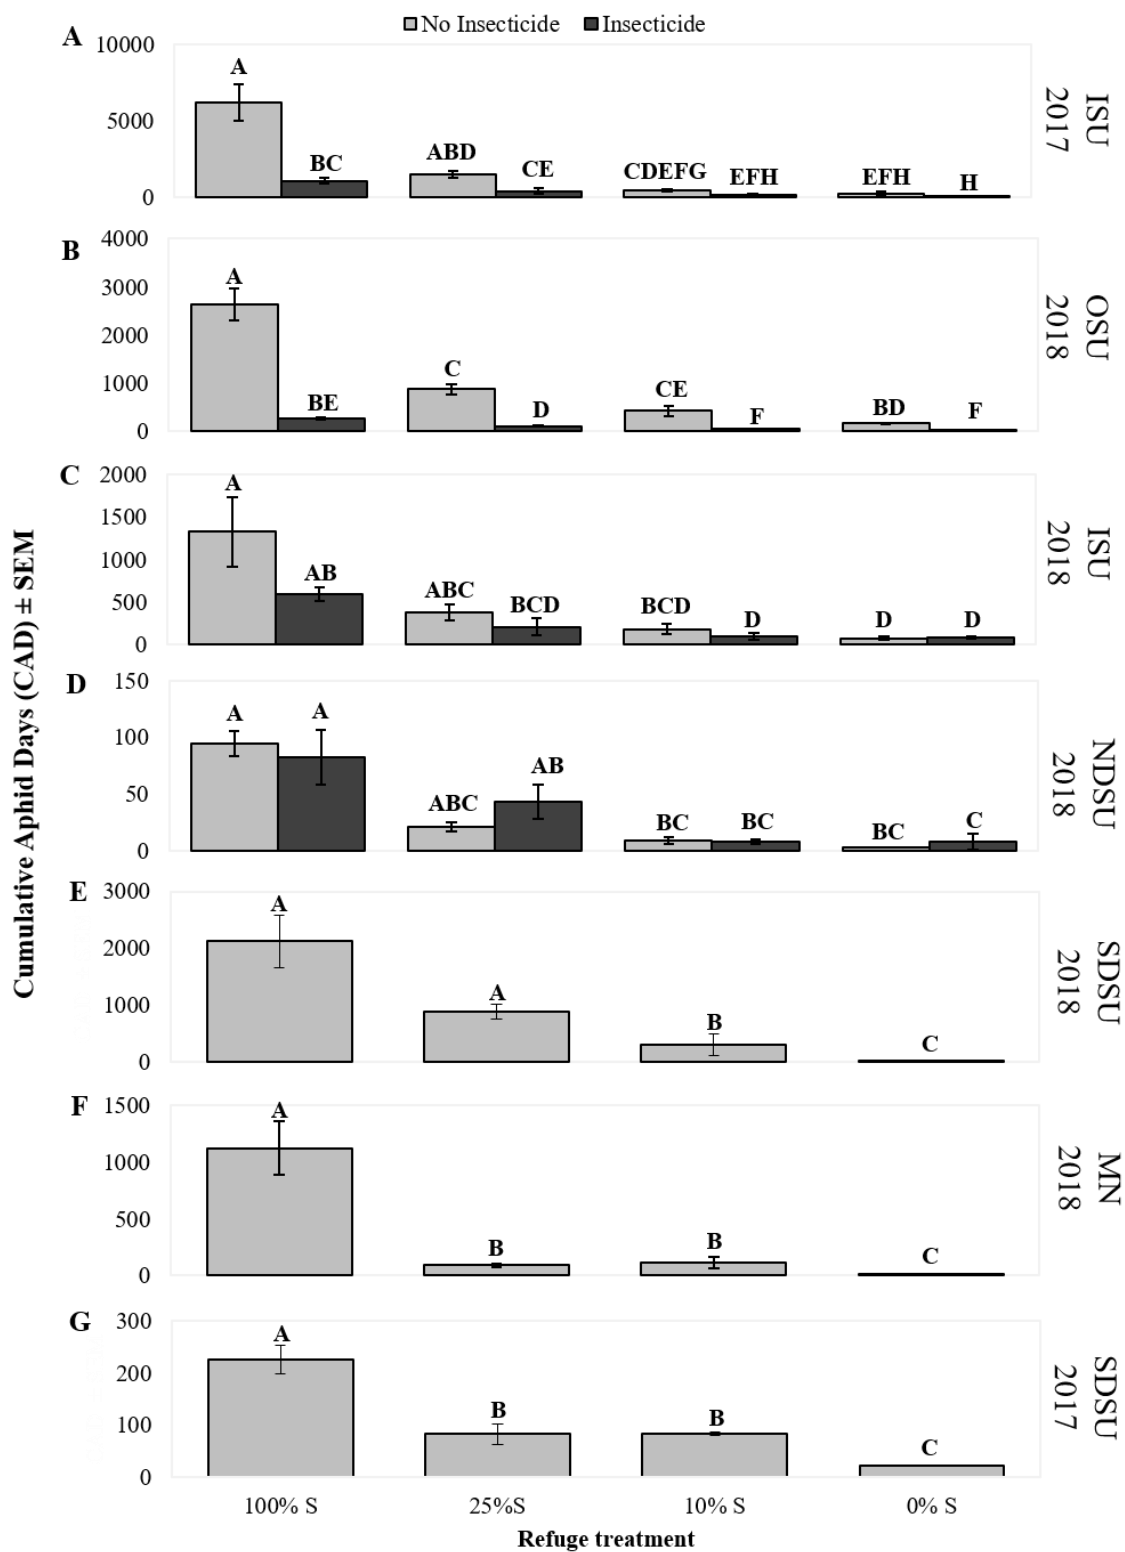 No Insecticide Insecticide
A
10000
5000
0
A
BC
ABD
CE
CDEFG
EFH
EFH
H
ISU
2017
B
4000
3000
2000
1000
0
A
BE
C
D
CE
F
BD
F
OSU
2018
C
2000
1500
1000
500
0
A
AB
ABC
BCD
BCD
D
D
D
ISU
2018
Cumulative Aphid Days (CAD) ± SEM
D
150
100
50
0
A
A
ABC
AB
BC
BC
BC
C
NDSU
2018
E
3000
2000
1000
0
A
A
B
C
SDSU
2018
F
1500
1000
500
0
A
B
B
C
MN
2018
G
300
200
100
0
A
B
B
C
SDSU
2017
100% S 25%S 10% S 0% S
Refuge treatment